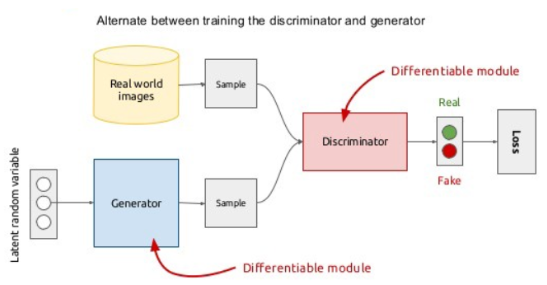 Alternate between training the discriminator and generator
Real world
images
Sample
Differentiable module
Real
Discriminator
Loss
Fake
Latent random variable
Generator
Sample
Differentiable module